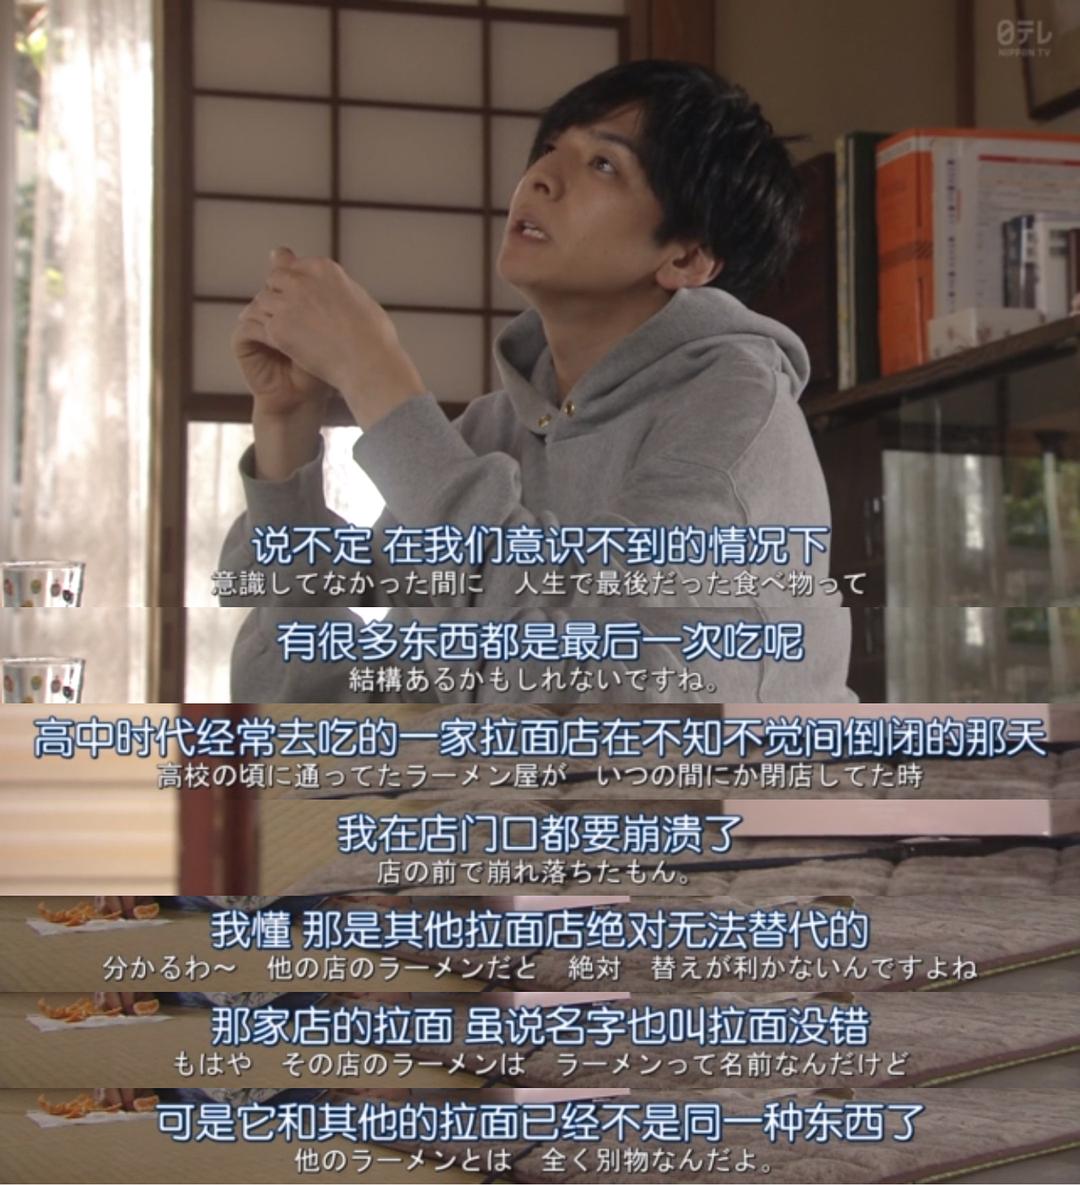 日テレ
NIPPON TV
说不定 在我们意识不到的情况下
意識してなかった間に 人生で最後だった食べ物って
有很多东西都是最后一次吃呢
結構あるかもしれないですね。
高中时代经常去吃的一家拉面店在不知不觉间倒闭的那天
高校の頃に通ってたラーメン屋が いつの間にか閉店してた時
我在店门口都要崩溃了
店の前で崩れ落ちたもん。
我懂 那是其他拉面店绝对无法替代的
分かるわ～ 他の店のラーメンだと 絶対 替えが利かないんですよね
那家店的拉面 虽说名字也叫拉面没错
もはや その店のラーメンは ラーメンって名前なんだけど
可是它和其他的拉面已经不是同一种东西了
他のラーメンとは 全く別物なんだよ。